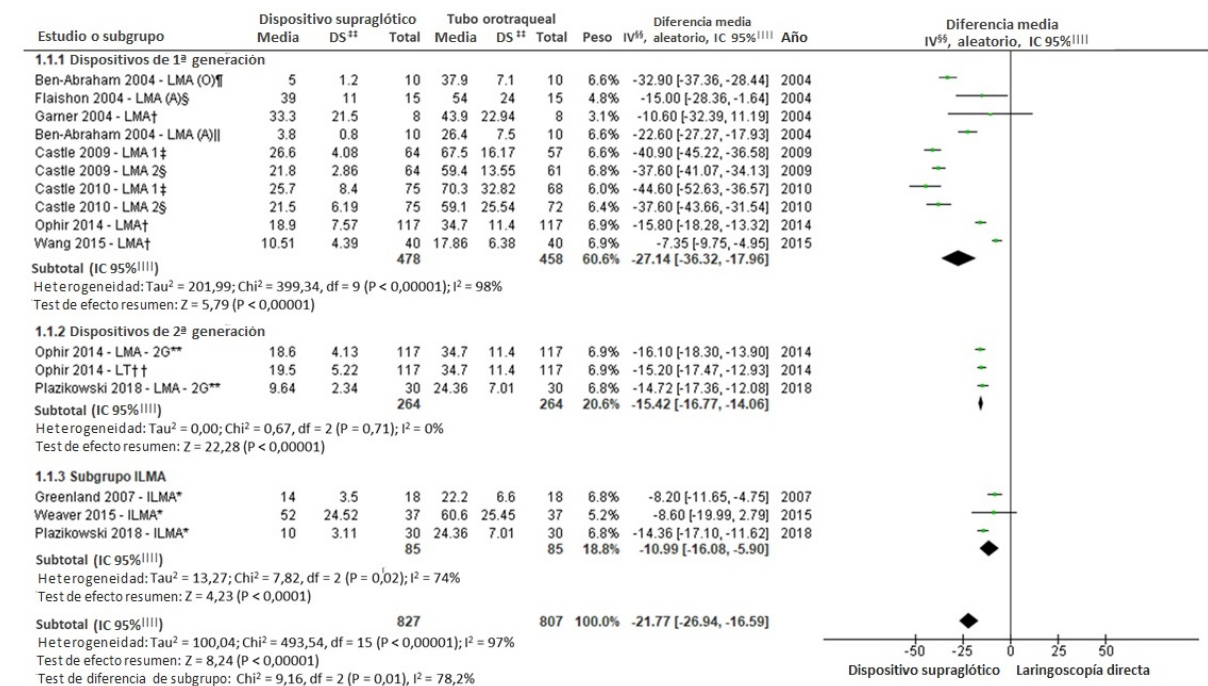 Dispositivo supraglótico Tubo orotraqueal Diferencia media Diferencia media
Estudio o subgrupo Media DS‡‡ Total Media DS‡‡ Total Peso IV§§, aleatorio, IC 95%|||| Año IV§§, aleatorio, IC 95%||||
1.1.1 Dispositivos de 1ª generación
Ben-Abraham 2004 - LMA (O)¶ 5 1.2 10 37.9 7.1 10 6.6% -32.90 [-37.36, -28.44] 2004
Flaishon 2004 - LMA (A)§ 39 11 15 54 24 15 4.8% -15.00 [-28.36, -1.64] 2004
Garner 2004 - LMA† 33.3 21.5 8 43.9 22.94 8 3.1% -10.60 [-32.39, 11.19] 2004
Ben-Abraham 2004 - LMA (A)|| 3.8 0.8 10 26.4 7.5 10 6.6% -22.60 [-27.27, -17.93] 2004
Castle 2009 - LMA 1‡ 26.6 4.08 64 67.5 16.17 57 6.6% -40.90 [-45.22, -36.58] 2009
Castle 2009 - LMA 2§ 21.8 2.86 64 59.4 13.55 61 6.8% -37.60 [-41.07, -34.13] 2009
Castle 2010 - LMA 1‡ 25.7 8.4 75 70.3 32.82 68 6.0% -44.60 [-52.63, -36.57] 2010
Castle 2010 - LMA 2§ 21.5 6.19 75 59.1 25.54 72 6.4% -37.60 [-43.66, -31.54] 2010
Ophir 2014 - LMA† 18.9 7.57 117 34.7 11.4 117 6.9% -15.80 [-18.28, -13.32] 2014
Wang 2015 - LMA† 10.51 4.39 40 17.86 6.38 40 6.9% -7.35 [-9.75, -4.95] 2015
Subtotal (IC 95%||||) 478 458 60.6% -27.14 [-36.32, -17.96]
Heterogeneidad: Tau² = 201,99; Chi² = 399,34, df = 9 (P < 0,00001); I² = 98%
Test de efecto resumen: Z = 5,79 (P < 0,00001)
1.1.2 Dispositivos de 2ª generación
Ophir 2014 - LMA - 2G** 18.6 4.13 117 34.7 11.4 117 6.9% -16.10 [-18.30, -13.90] 2014
Ophir 2014 - LT†† 19.5 5.22 117 34.7 11.4 117 6.9% -15.20 [-17.47, -12.93] 2014
Plazikowski 2018 - LMA - 2G** 9.64 2.34 30 24.36 7.01 30 6.8% -14.72 [-17.36, -12.08] 2018
Subtotal (IC 95%||||) 264 264 20.6% -15.42 [-16.77, -14.06]
Heterogeneidad: Tau² = 0,00; Chi² = 0,67, df = 2 (P = 0,71); I² = 0%
Test de efecto resumen: Z = 22,28 (P < 0,00001)
1.1.3 Subgrupo ILMA
Greenland 2007 - ILMA* 14 3.5 18 22.2 6.6 18 6.8% -8.20 [-11.65, -4.75] 2007
Weaver 2015 - ILMA* 52 24.52 37 60.6 25.45 37 5.2% -8.60 [-19.99, 2.79] 2015
Plazikowski 2018 - ILMA* 10 3.11 30 24.36 7.01 30 6.8% -14.36 [-17.10, -11.62] 2018
Subtotal (IC 95%||||) 85 85 18.8% -10.99 [-16.08, -5.90]
Heterogeneidad: Tau² = 13,27; Chi² = 7,82, df = 2 (P = 0,02); I² = 74%
Test de efecto resumen: Z = 4,23 (P < 0,0001)
Subtotal (IC 95%||||) 827 807 100.0% -21.77 [-26.94, -16.59]
Heterogeneidad: Tau² = 100,04; Chi² = 493,54, df = 15 (P < 0,00001); I² = 97%
Test de efecto resumen: Z = 8,24 (P < 0,00001)
Test de diferencia de subgrupo: Chi² = 9,16, df = 2 (P = 0,01), I² = 78,2%
-50 -25 0 25 50
Dispositivo supraglótico Laringoscopía directa